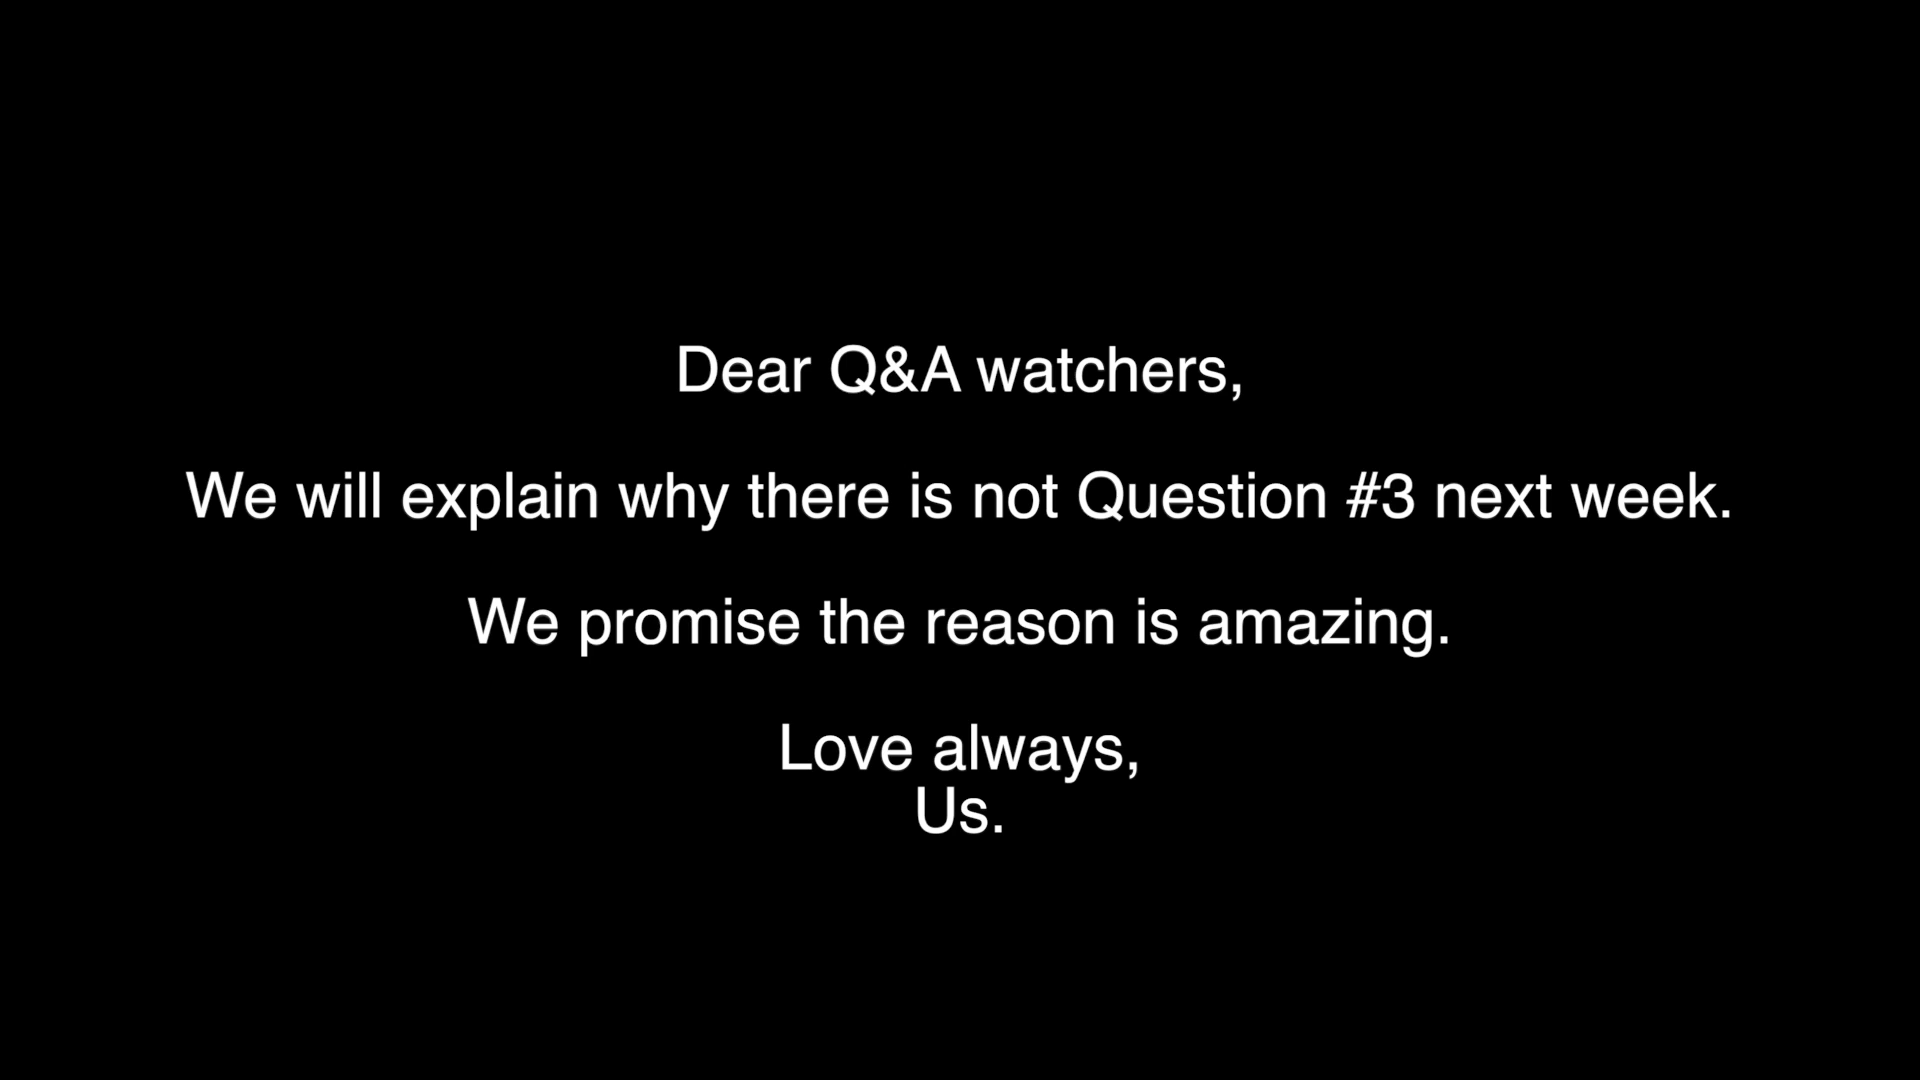 Dear Q&A watchers,
We will explain why there is not Question #3 next week.
We promise the reason is amazing.
Love always,
Us.